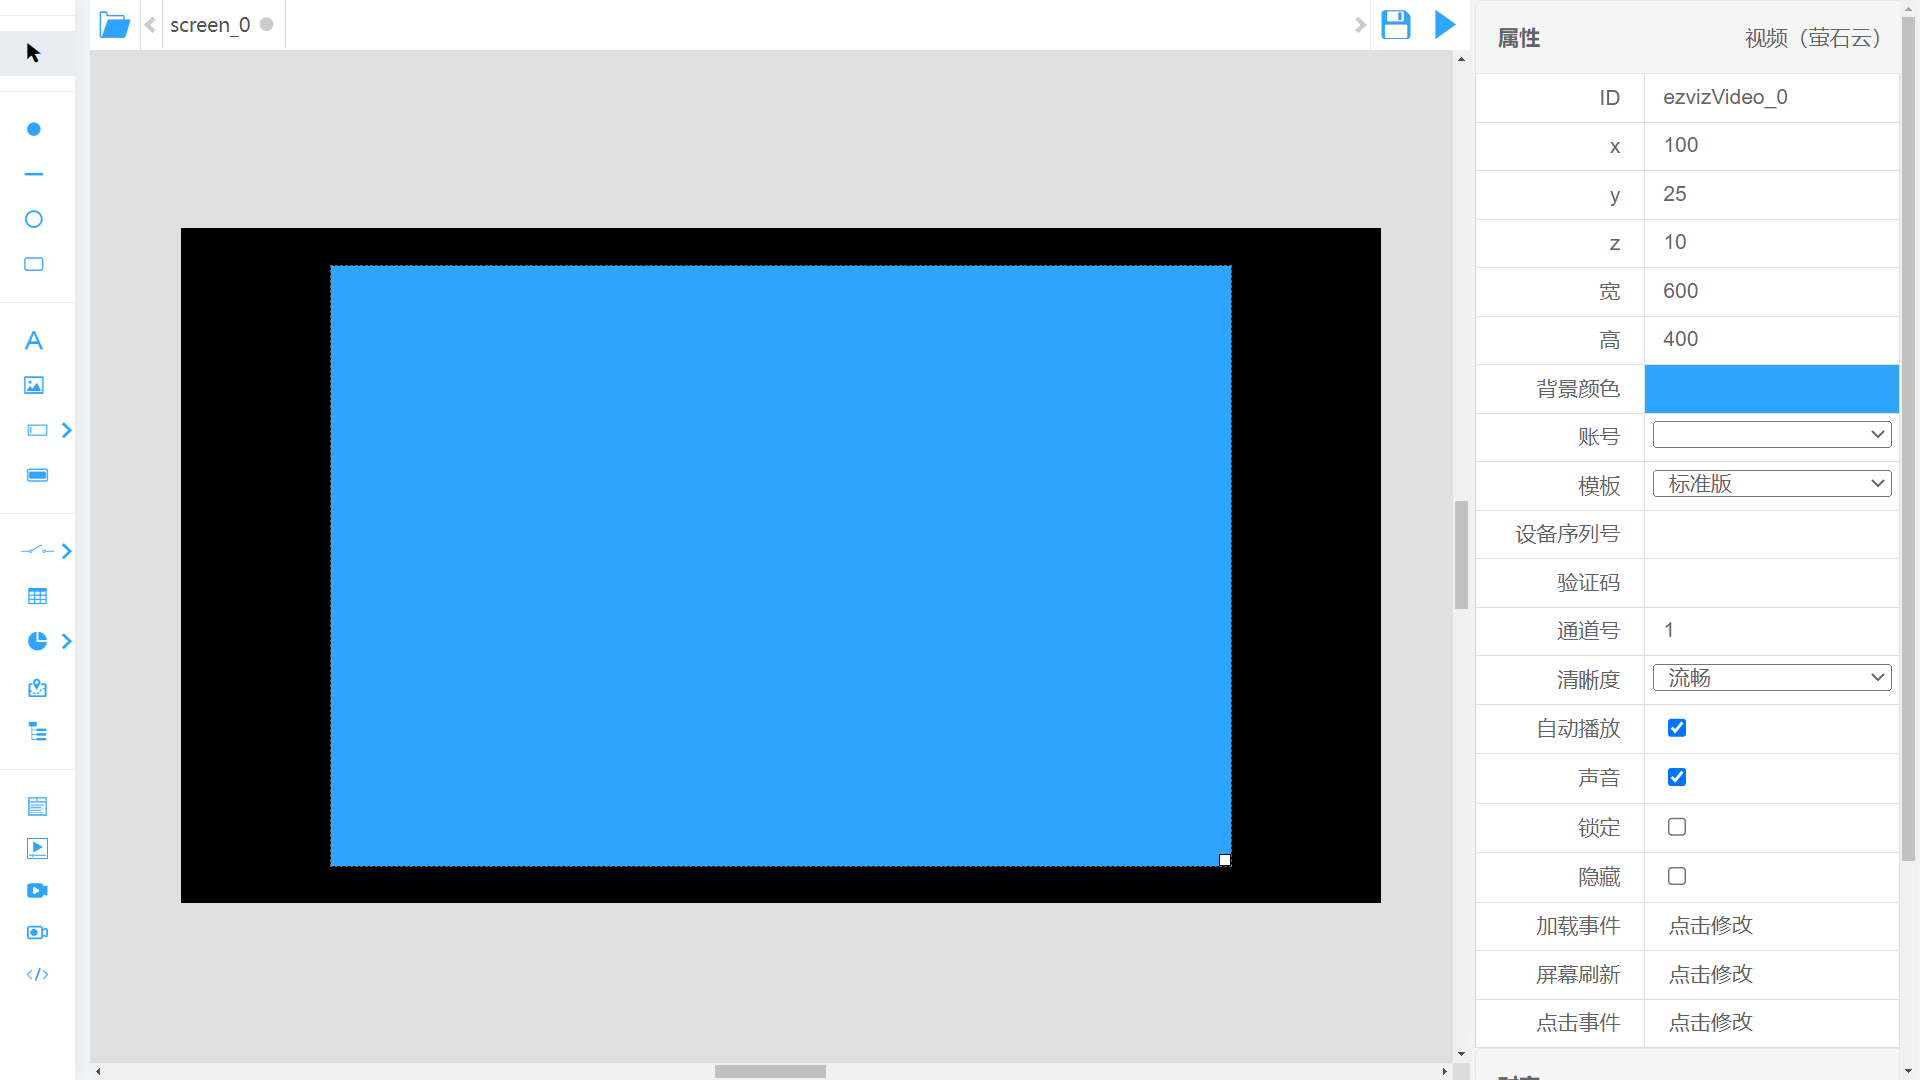 screen_0
属性 视频（萤石云）
ID ezvizVideo_0
x 100
y 25
z 10
宽 600
高 400
背景颜色
账号
模板 标准版
设备序列号
验证码
通道号 1
清晰度 流畅
自动播放
声音
锁定
隐藏
加载事件 点击修改
屏幕刷新 点击修改
点击事件 点击修改